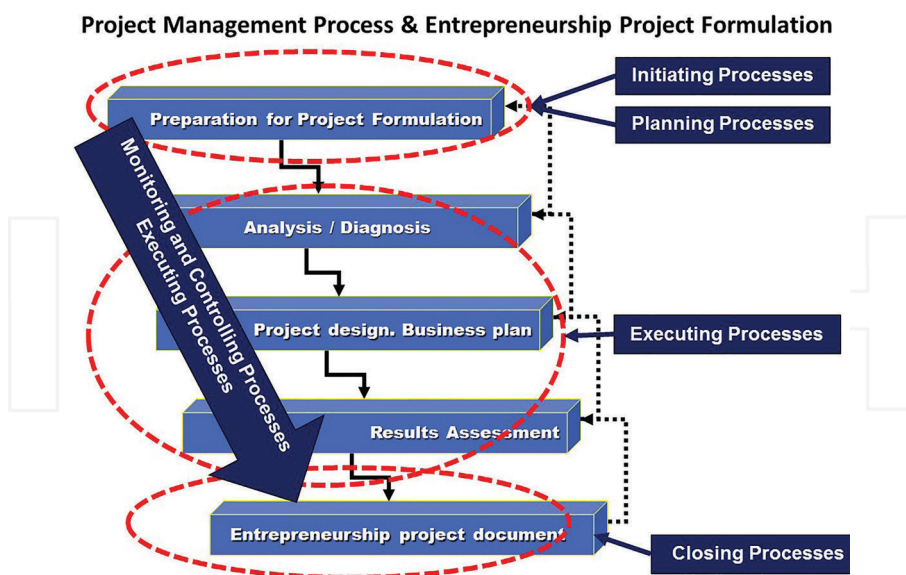 Project Management Process & Entrepreneurship Project Formulation
Initiating Processes
Preparation for Project Formulation
Planning Processes
Monitoring and Controlling Processes
Executing Processes
Analysis / Diagnosis
Project design. Business plan
Executing Processes
Results Assessment
Entrepreneurship project document
Closing Processes